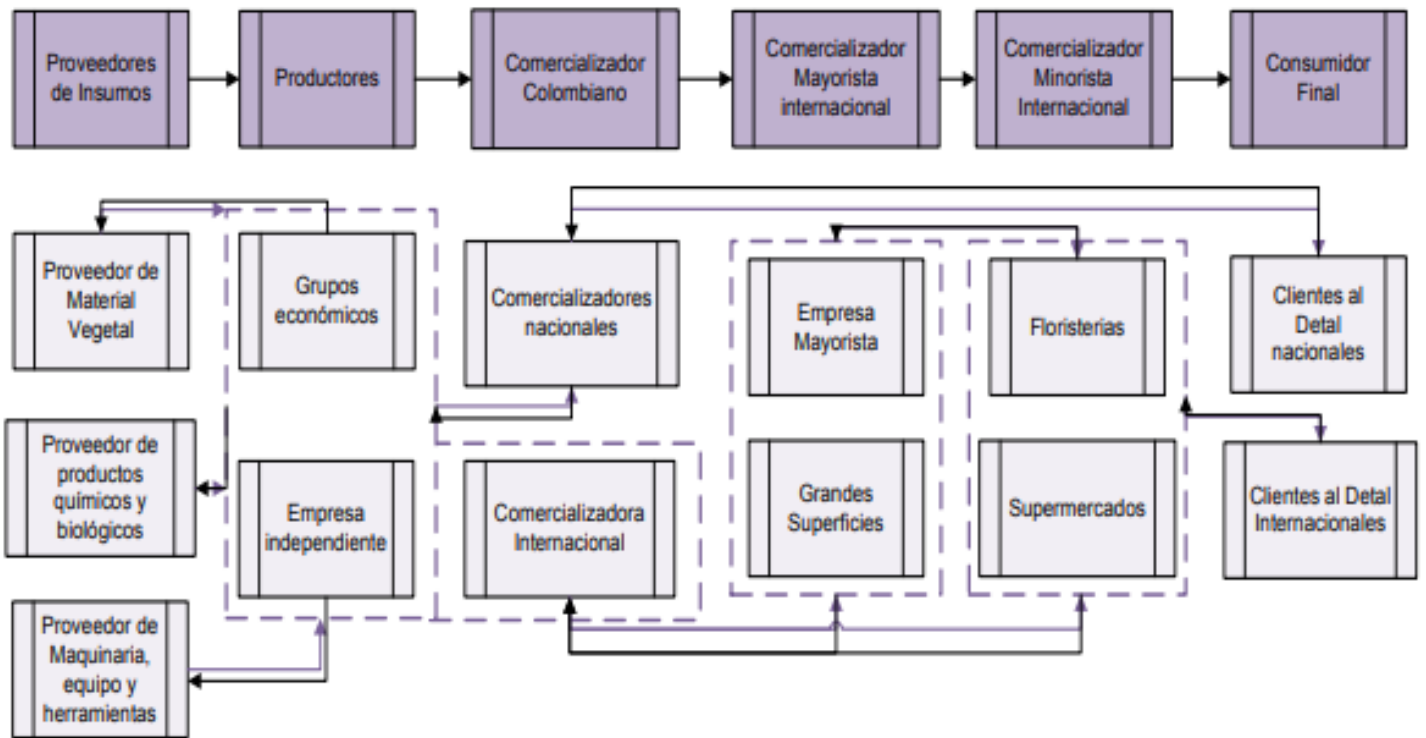 Proveedores
de Insumos
Productores
Comercializador
Colombiano
Comercializador
Mayorista
internacional
Comercializador
Minorista
Internacional
Consumidor
Final
Proveedor de
Material
Vegetal
Grupos
económicos
Comercializadores
nacionales
Empresa
Mayorista
Floristerias
Clientes al
Detal
nacionales
Proveedor de
productos
químicos y
biológicos
Empresa
independiente
Comercializadora
Internacional
Grandes
Superficies
Supermercados
Clientes al Detal
Internacionales
Proveedor de
Maquinaria,
equipo y
herramientas